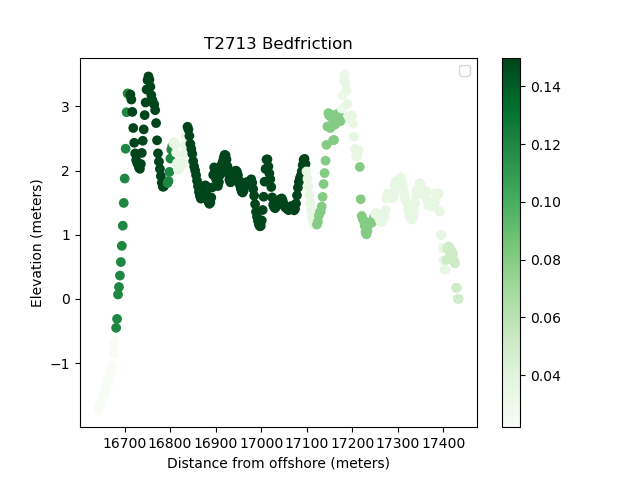 T2713 Bedfriction
Elevation (meters)
3
2
1
0
−1
16700 16800 16900 17000 17100 17200 17300 17400
Distance from offshore (meters)
0.14
0.12
0.10
0.08
0.06
0.04